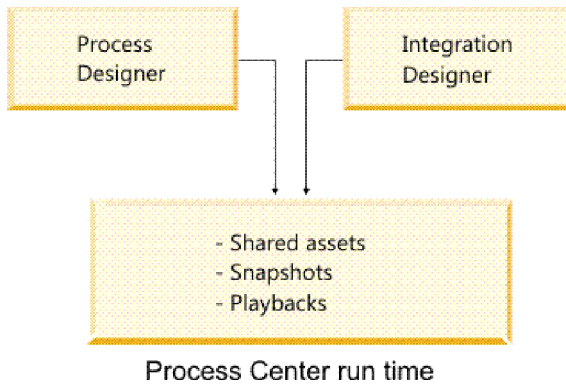 Process
Designer
Integration
Designer
- Shared assets
- Snapshots
- Playbacks
Process Center run time